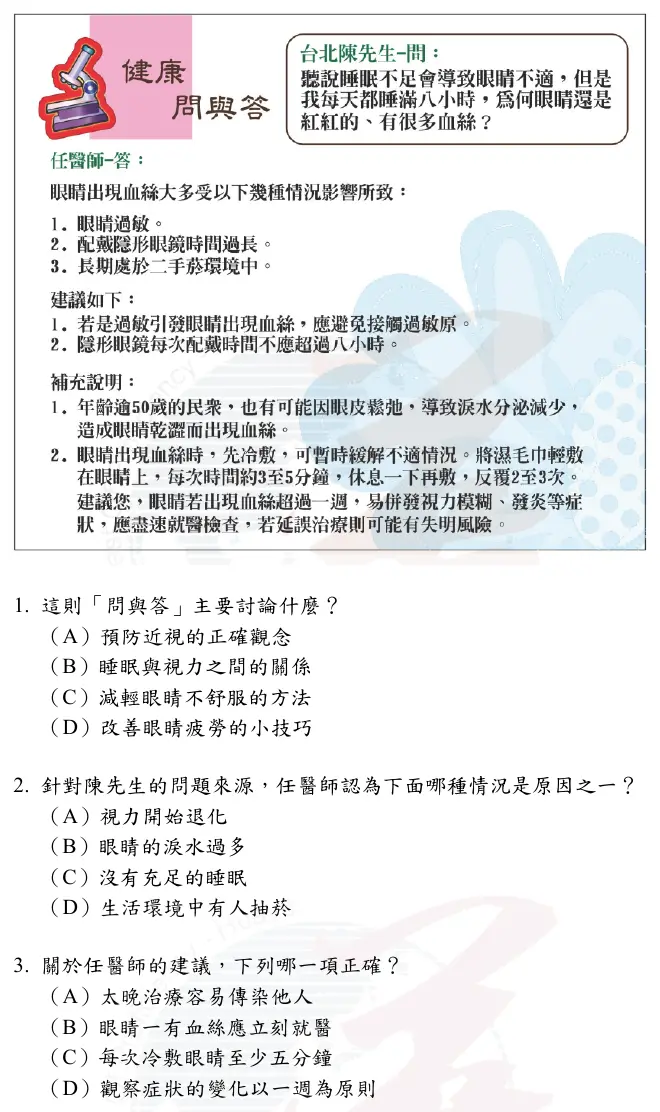 健康
問與答
台北陳先生-問：
聽說睡眠不足會導致眼睛不適，但是
我每天都睡滿八小時，為何眼睛還是
紅紅的、有很多血絲？
任醫師-答：
眼睛出現血絲大多受以下幾種情況影響所致：
1. 眼睛過敏。
2. 配戴隱形眼鏡時間過長。
3. 長期處於二手菸環境中。
建議如下：
1. 若是過敏引發眼睛出現血絲，應避免接觸過敏原。
2. 隱形眼鏡每次配戴時間不應超過八小時。
補充說明：
1. 年齡逾50歲的民眾，也有可能因眼皮鬆弛，導致淚水分泌減少，
造成眼睛乾澀而出現血絲。
2. 眼睛出現血絲時，先冷敷，可暫時緩解不適情況。將濕毛巾輕敷
在眼睛上，每次時間約3至5分鐘，休息一下再敷，反覆2至3次。
建議您，眼睛若出現血絲超過一週，易併發視力模糊、發炎等症
狀，應盡速就醫檢查，若延誤治療則可能有失明風險。
1. 這則「問與答」主要討論什麼？
（A）預防近視的正確觀念
（B）睡眠與視力之間的關係
（C）減輕眼睛不舒服的方法
（D）改善眼睛疲勞的小技巧
2. 針對陳先生的問題來源，任醫師認為下面哪種情況是原因之一？
（A）視力開始退化
（B）眼睛的淚水過多
（C）沒有充足的睡眠
（D）生活環境中有人抽菸
3. 關於任醫師的建議，下列哪一項正確？
（A）太晚治療容易傳染他人
（B）眼睛一有血絲應立刻就醫
（C）每次冷敷眼睛至少五分鐘
（D）觀察症狀的變化以一週為原則